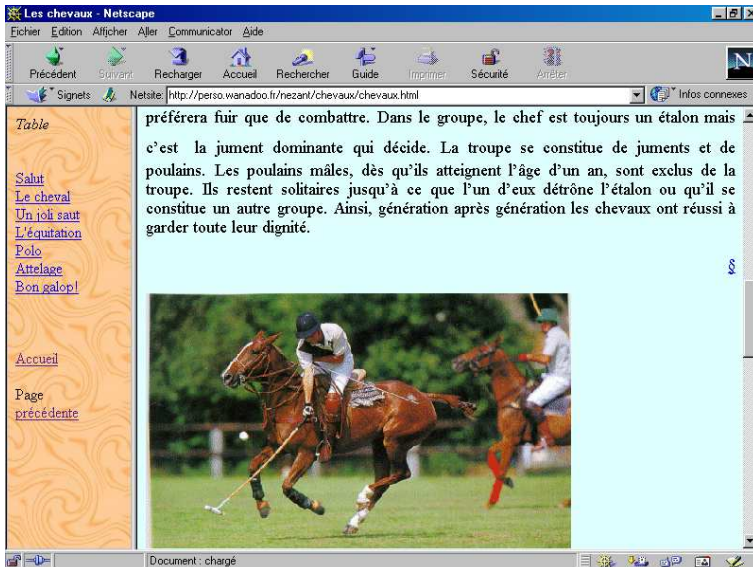 Les chevaux - Netscape
Fichier Edition Afficher Aller Communicator Aide
Précédent Suivant Recharger Accueil Rechercher Guide Imprimer Sécurité Arrêter
N
Signets Netsite: http://perso.wanadoo.fr/nezant/chevaux/chevaux.html Infos connexes
Table
Salut
Le cheval
Un joli saut
L'équitation
Polo
Attelage
Bon galop!
Accueil
Page
précédente
préférera fuir que de combattre. Dans le groupe, le chef est toujours un étalon mais
c'est la jument dominante qui décide. La troupe se constitue de juments et de
poulains. Les poulains mâles, dès qu'ils atteignent l'âge d'un an, sont exclus de la
troupe. Ils restent solitaires jusqu'à ce que l'un d'eux détrône l'étalon ou qu'il se
constitue un autre groupe. Ainsi, génération après génération les chevaux ont réussi à
garder toute leur dignité.
§
Document : chargé